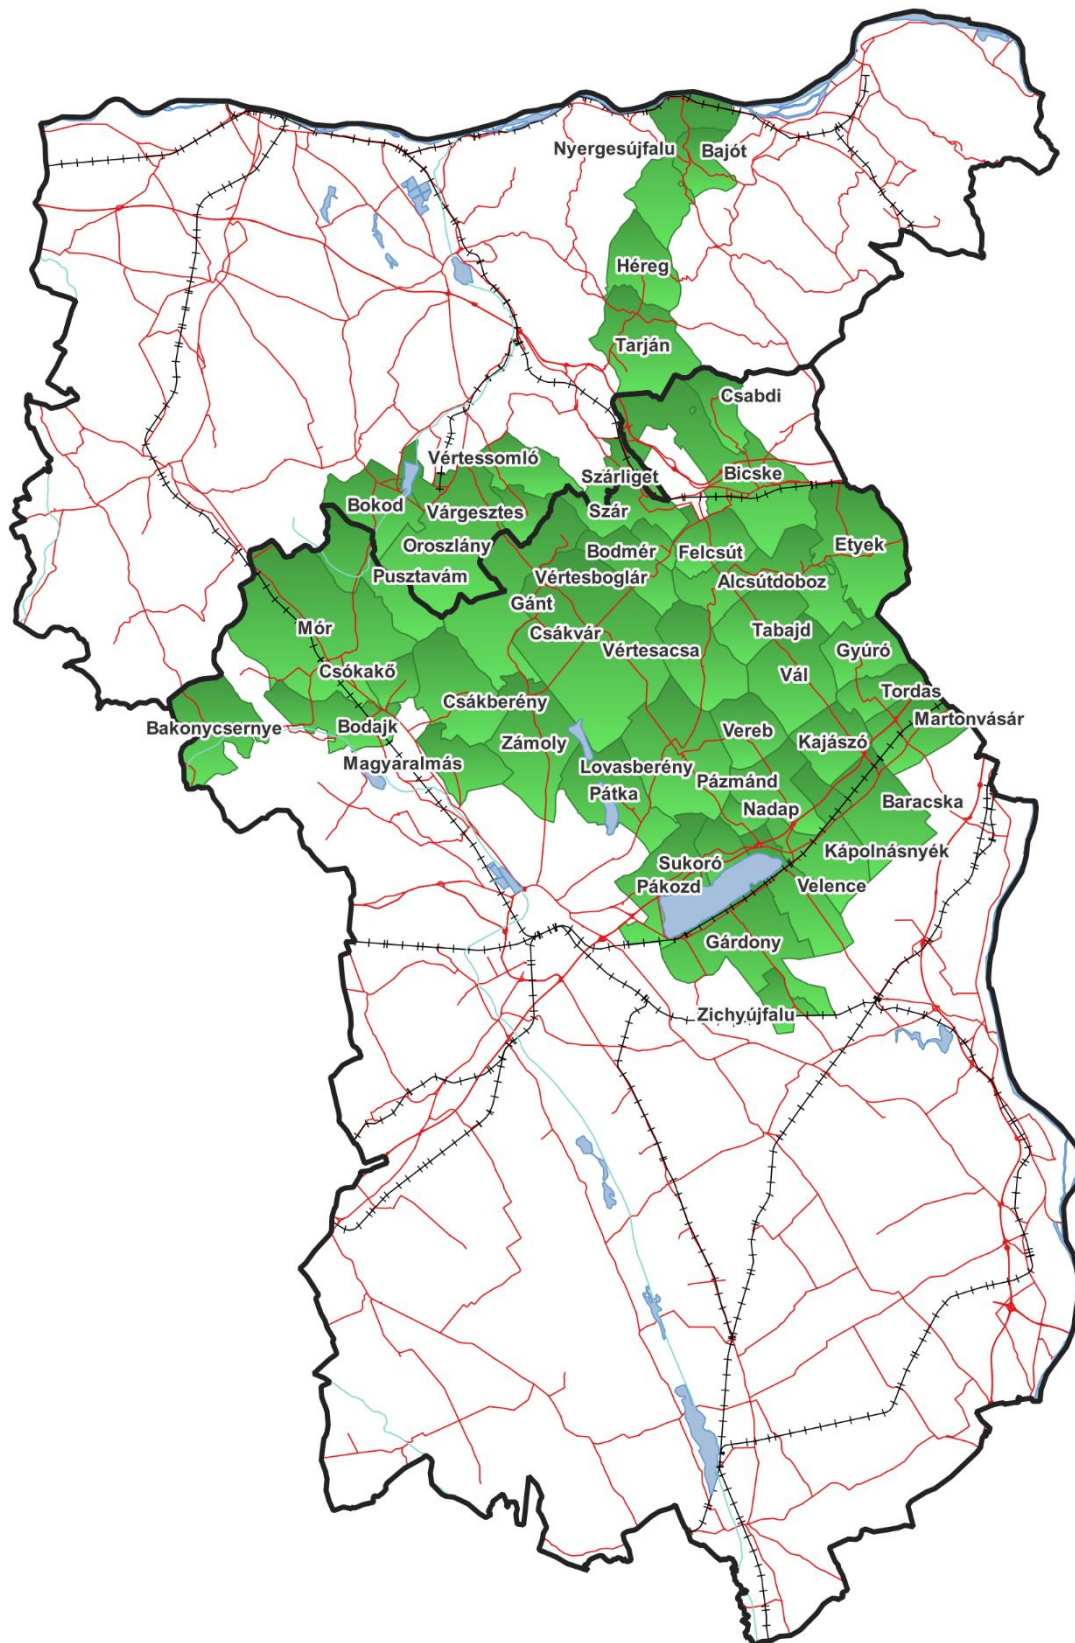 Nyergesújfalu
Bajót
Héreg
Tarján
Csabdi
Vértessomló
Szárliget
Bicske
Bokod
Várgesztes
Szár
Oroszlány
Bodmér
Felcsút
Etyek
Pusztavám
Vértesboglár
Alcsútdoboz
Gánt
Mór
Csákvár
Tabajd
Vértesacsa
Gyúró
Csókakő
Vál
Tordas
Csákberény
Martonvásár
Bakonycsernye
Bodajk
Vereb
Zámoly
Kajászó
Magyaralmás
Lovasberény
Pázmánd
Pátka
Nadap
Baracska
Kápolnásnyék
Sukoró
Pákozd
Velence
Gárdony
Zichyújfalu